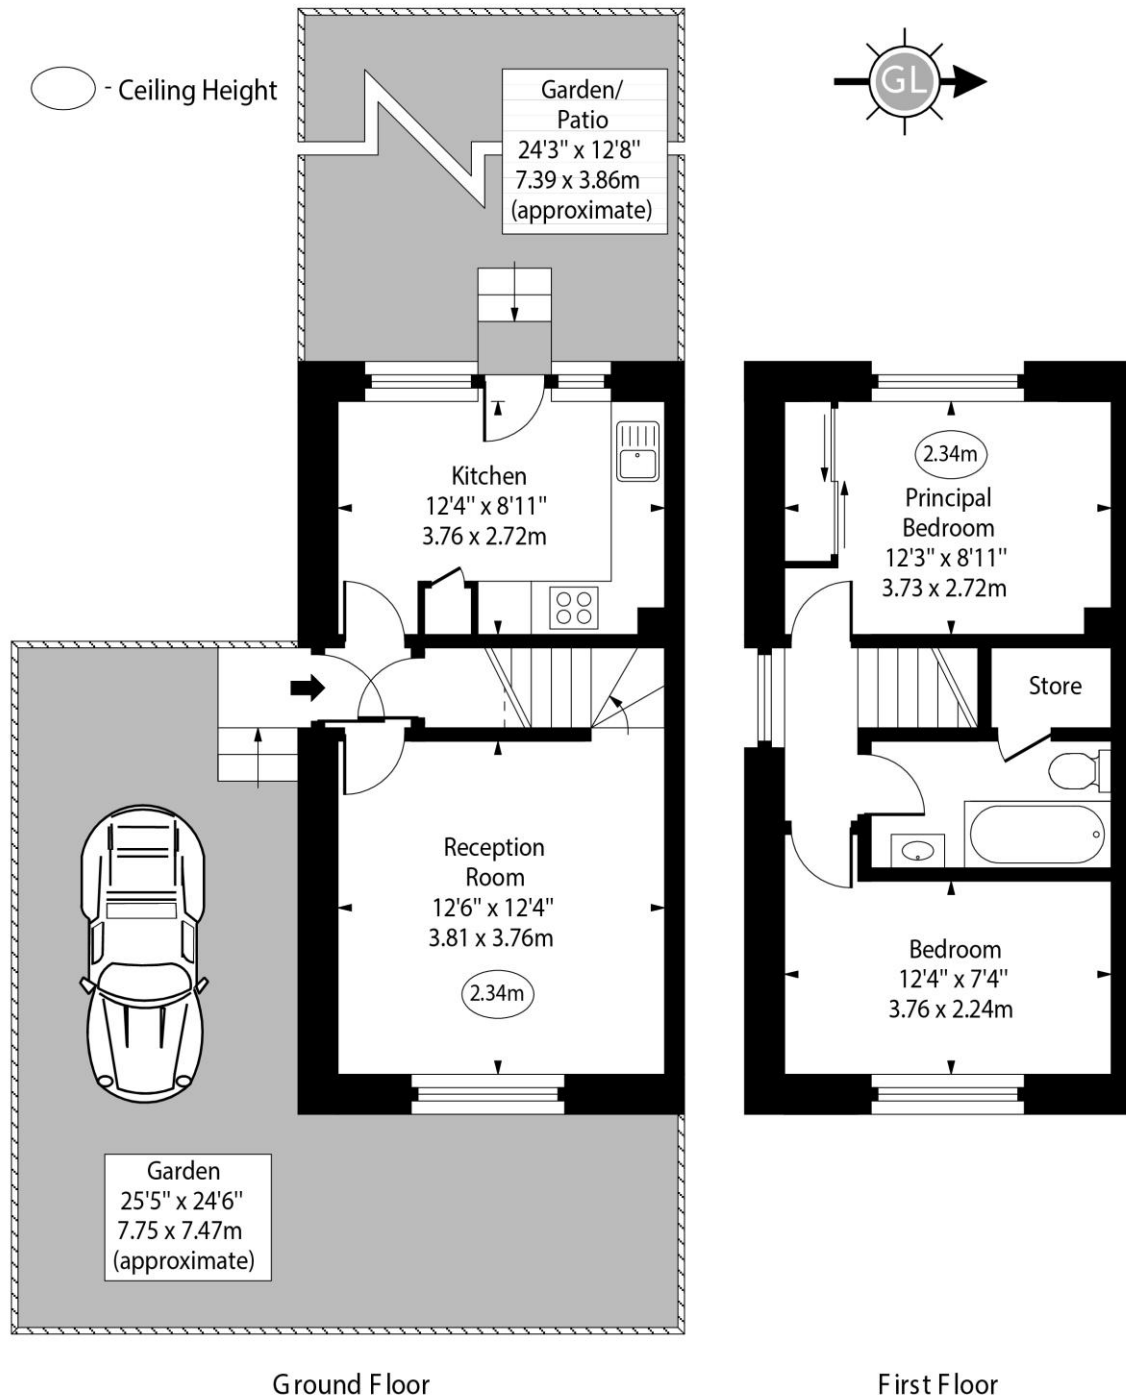 - Ceiling Height
GL
Garden/
Patio
24'3" x 12'8"
7.39 x 3.86m
(approximate)
Kitchen
12'4" x 8'11"
3.76 x 2.72m
Reception
Room
12'6" x 12'4"
3.81 x 3.76m
2.34m
Garden
25'5" x 24'6"
7.75 x 7.47m
(approximate)
Ground Floor
2.34m
Principal
Bedroom
12'3" x 8'11"
3.73 x 2.72m
Store
Bedroom
12'4" x 7'4"
3.76 x 2.24m
First Floor